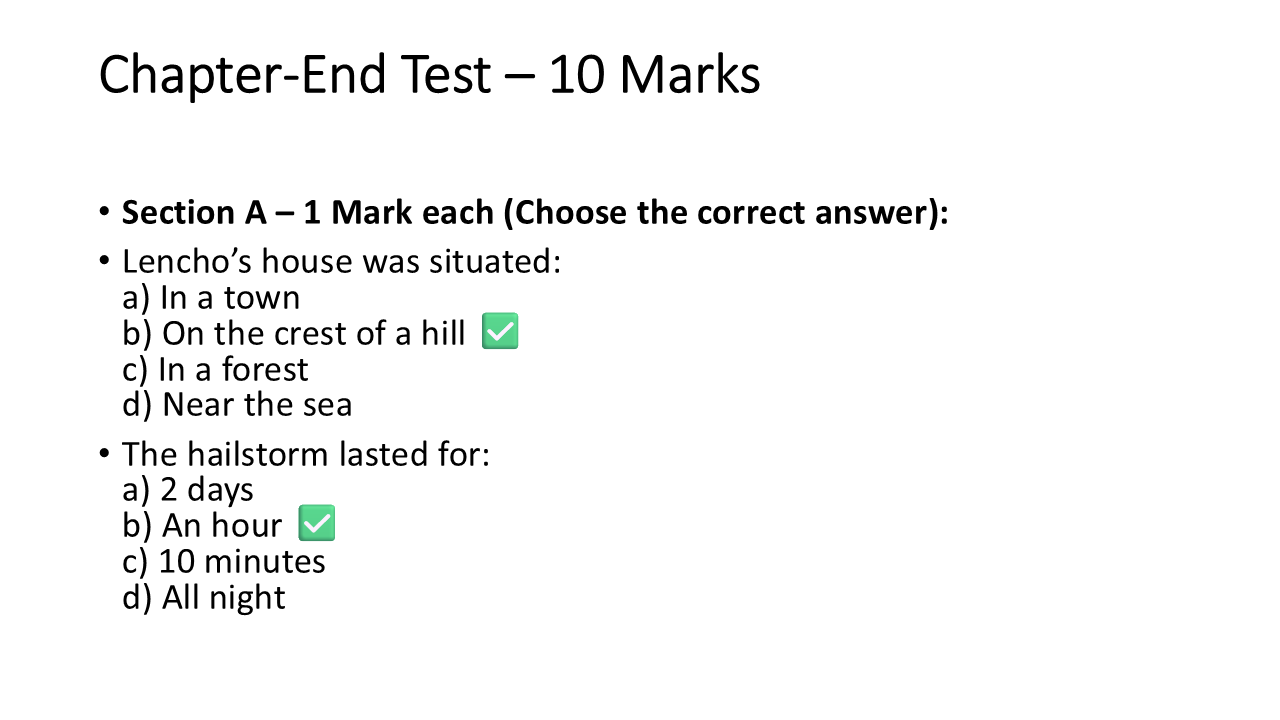 Chapter-End Test – 10 Marks
• Section A – 1 Mark each (Choose the correct answer):
• Lencho’s house was situated:
a) In a town
b) On the crest of a hill ✅
c) In a forest
d) Near the sea
• The hailstorm lasted for:
a) 2 days
b) An hour ✅
c) 10 minutes
d) All night